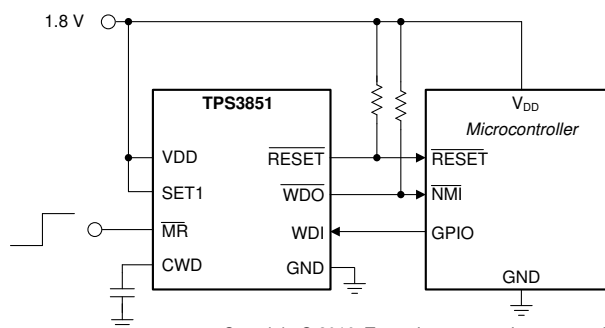 1.8 V
TPS3851
VDD
SET1
MR
CWD
RESET
WDO
WDI
GND
VDD
Microcontroller
RESET
NMI
GPIO
GND